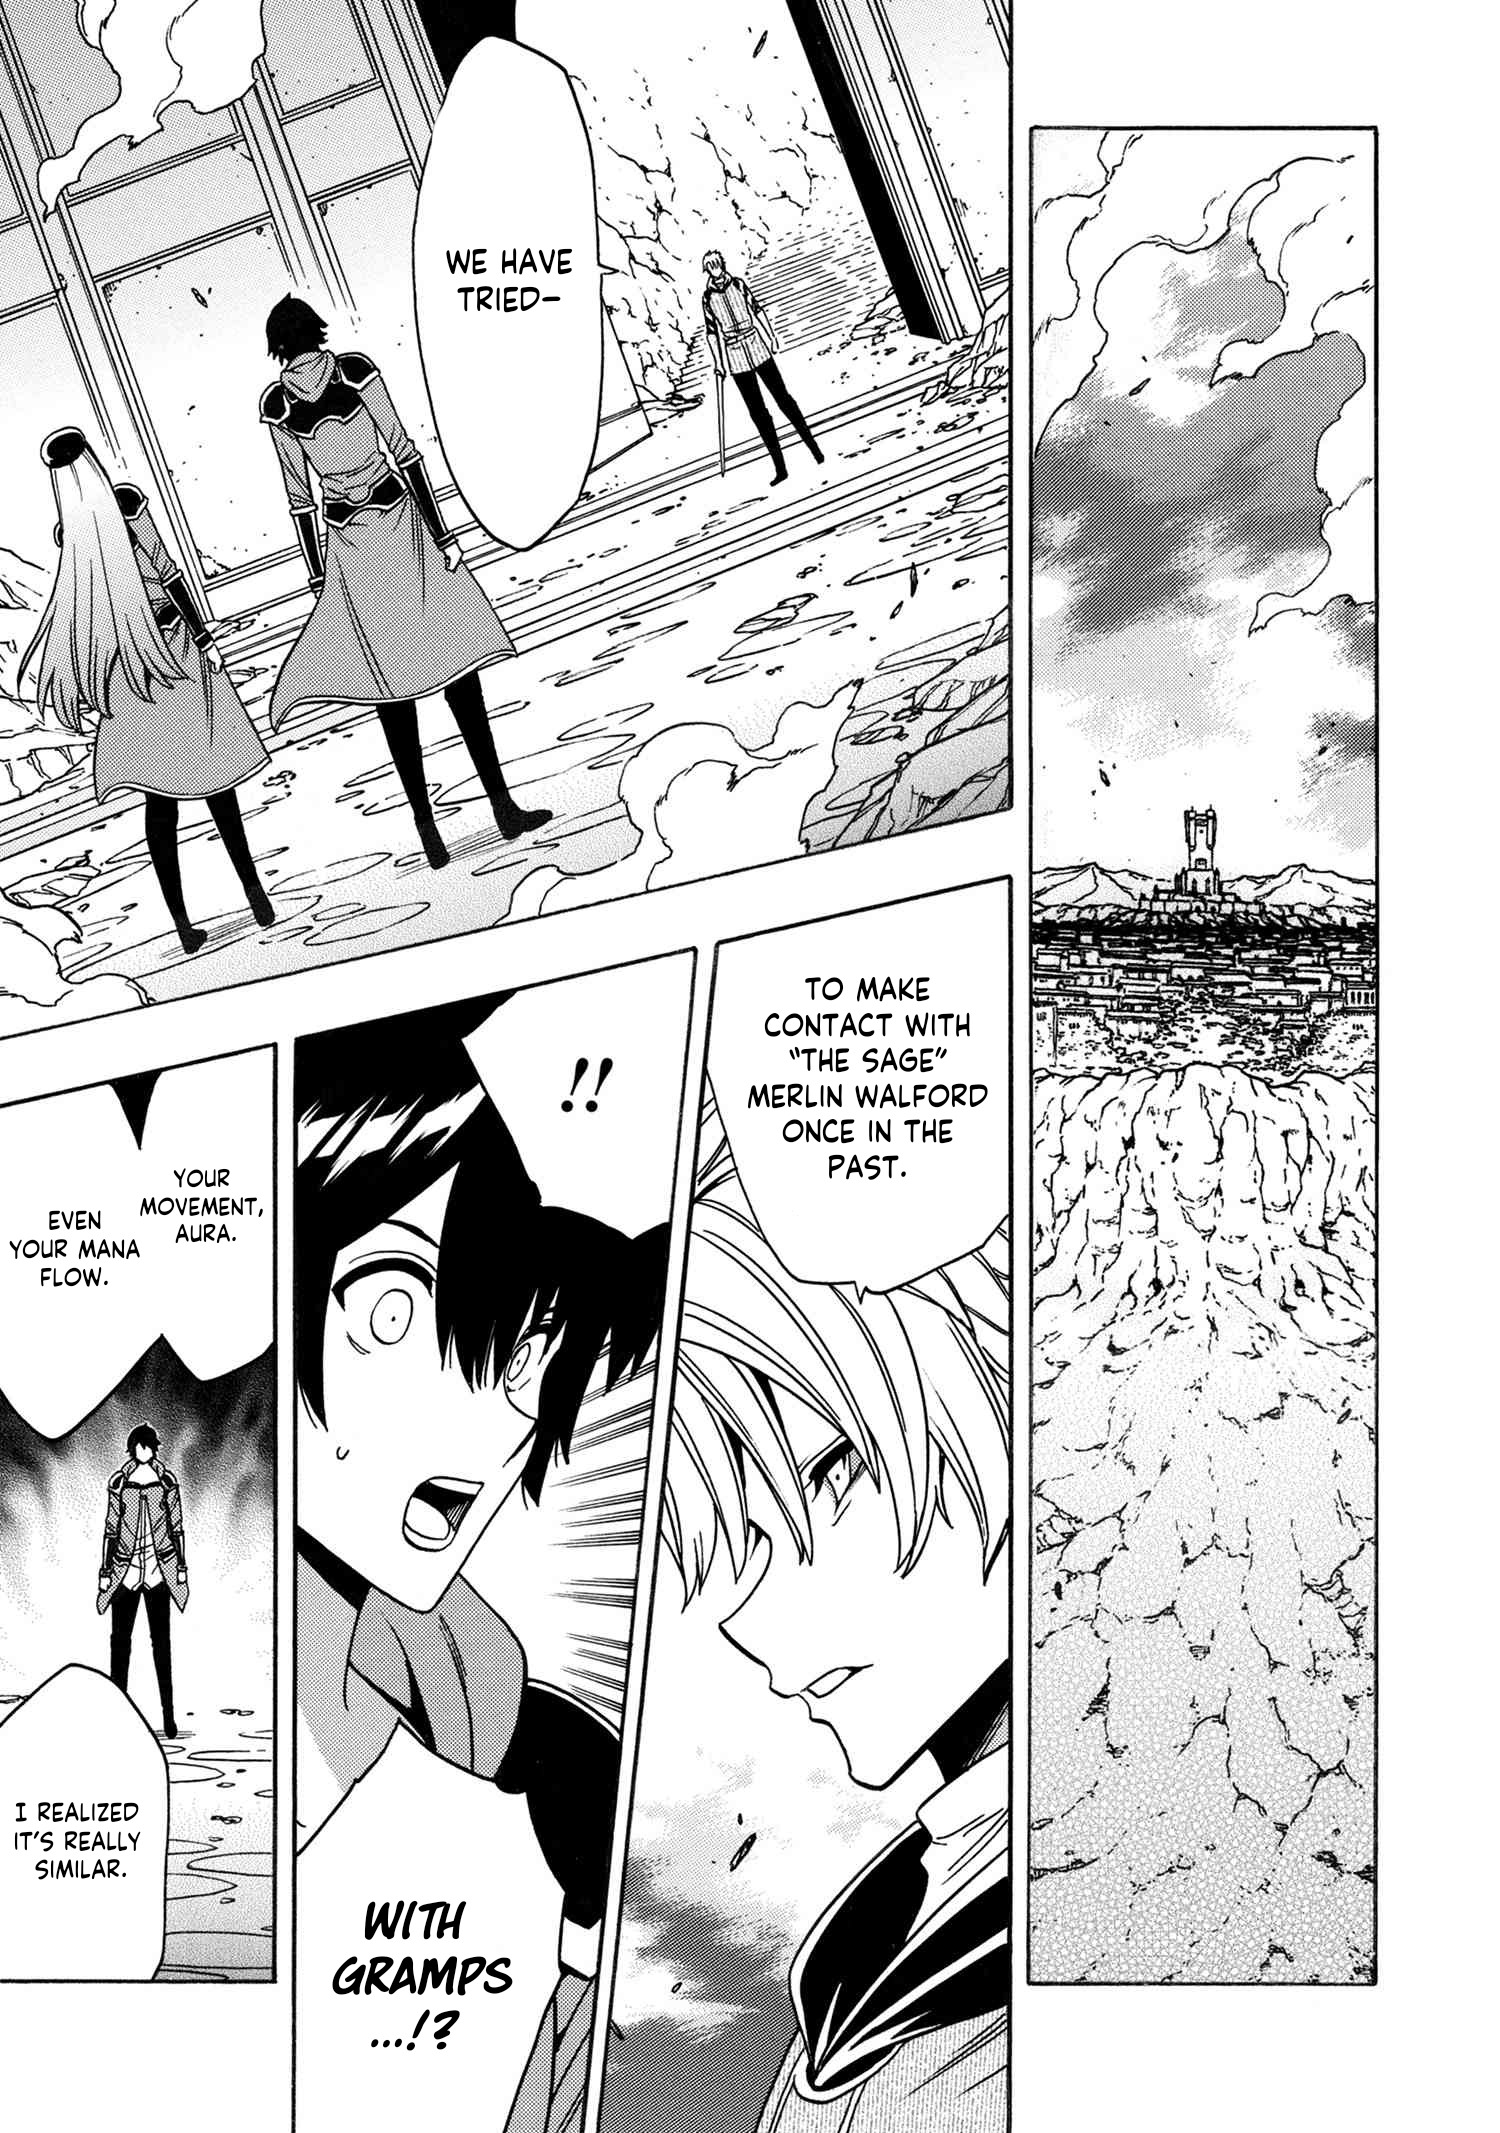 WE HAVE
TRIED-
TO MAKE
CONTACT WITH
"THE SAGE"
MERLIN WALFORD
ONCE IN THE
PAST.
!!
WITH
GRAMPS
...!?
YOUR
MOVEMENT,
AURA.
EVEN
YOUR MANA
FLOW.
I REALIZED
IT'S REALLY
SIMILAR.